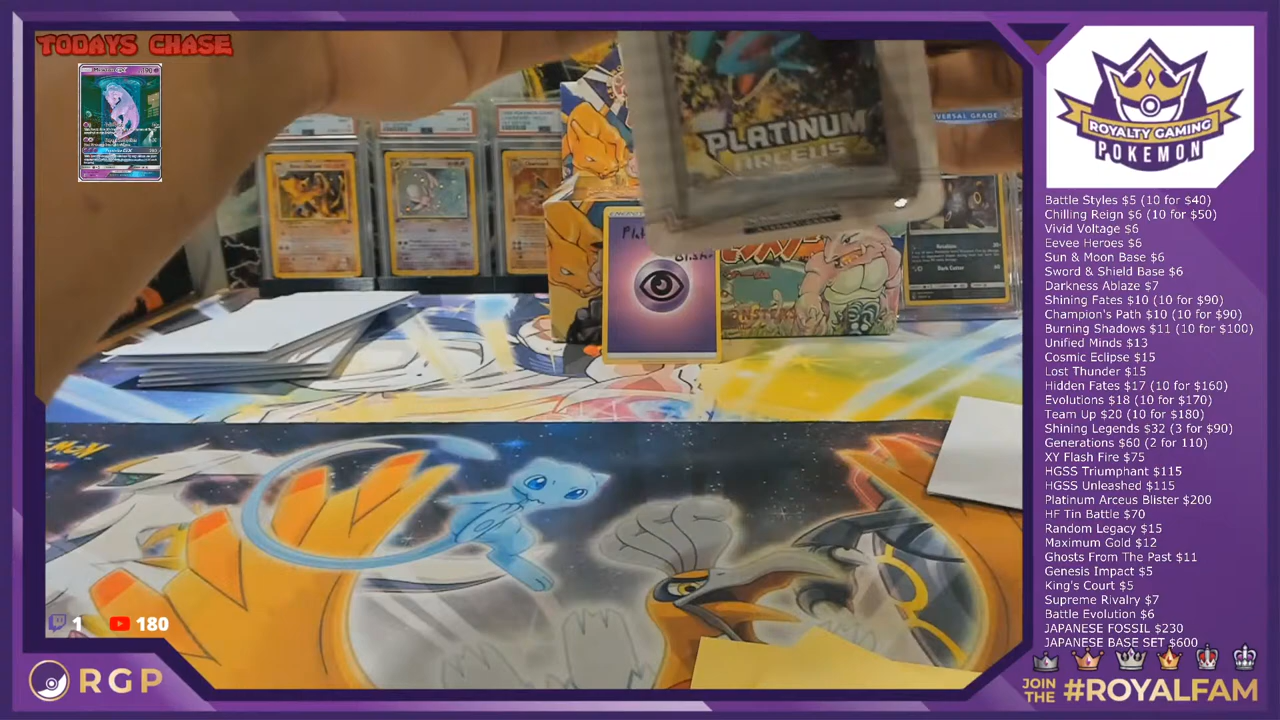 TODAYS CHASE
PLATINUM
ARCEUS
ROYALTY GAMING
POKEMON
Battle Styles $5 (10 for $40)
Chilling Reign $6 (10 for $50)
Vivid Voltage $6
Eevee Heroes $6
Sun & Moon Base $6
Sword & Shield Base $6
Darkness Ablaze $7
Shining Fates $10 (10 for $90)
Champion's Path $10 (10 for $90)
Burning Shadows $11 (10 for $100)
Unified Minds $13
Cosmic Eclipse $15
Lost Thunder $15
Hidden Fates $17 (10 for $160)
Evolutions $18 (10 for $170)
Team Up $20 (10 for $180)
Shining Legends $32 (3 for $90)
Generations $60 (2 for 110)
XY Flash Fire $75
HGSS Triumphant $115
HGSS Unleashed $115
Platinum Arceus Blister $200
HF Tin Battle $70
Random Legacy $15
Maximum Gold $12
Ghosts From The Past $11
Genesis Impact $5
King's Court $5
Supreme Rivalry $7
Battle Evolution $6
JAPANESE FOSSIL $230
JAPANESE BASE SET $600
1
180
RGP
JOIN
THE
#ROYALFAM